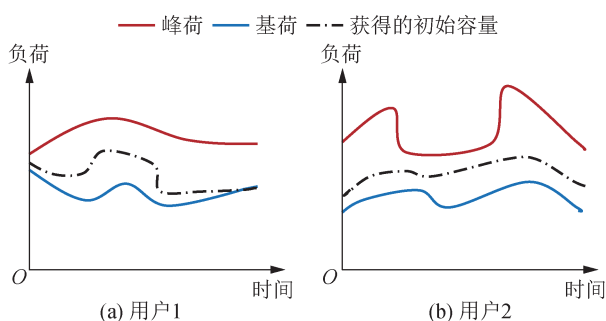 峰荷 基荷 获得的初始容量
负荷 负荷
O 时间 O 时间
(a) 用户1 (b) 用户2